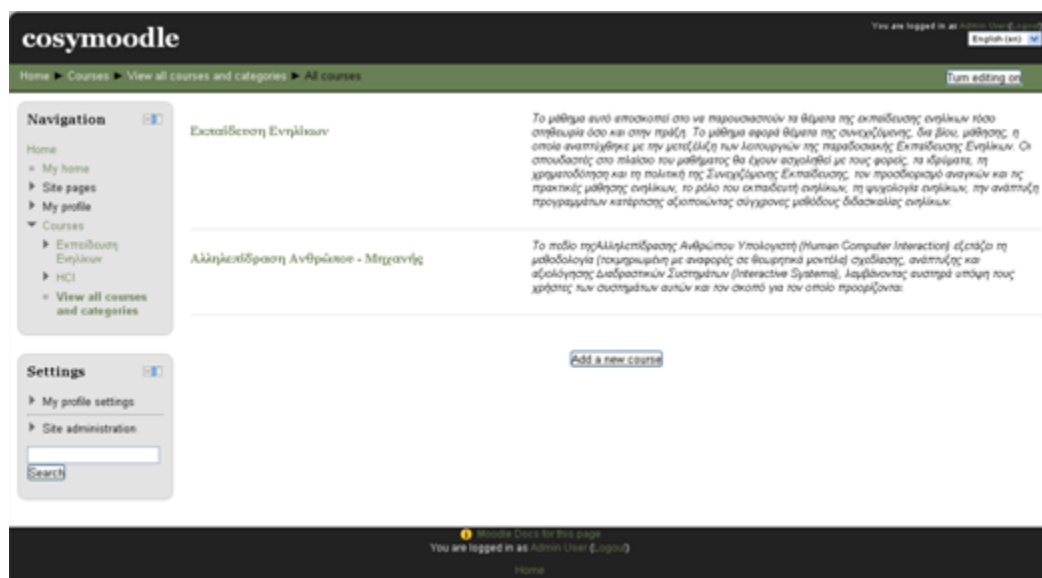 cosymoodle
You are logged in as Admin User (Logout)
English (en)
Home ► Courses ► View all courses and categories ► All courses
Turn editing on
Navigation
Home
My home
Site pages
My profile
Courses
Εκπαίδευση
Ενηλίκων
HCI
View all courses
and categories
Settings
My profile settings
Site administration
Search
Εκπαίδευση Ενηλίκων
Το μάθημα αυτό αποσκοπεί στο να παρουσιαστούν τα θέματα της εκπαίδευσης ενηλίκων τόσο
στηθεωρία όσο και στην πράξη. Το μάθημα αφορά θέματα της συνεχιζόμενης, δια βίου, μάθησης, η
οποία αναπτύχθηκε με την μετεξέλιξη των λειτουργιών της παραδοσιακής Εκπαίδευσης Ενηλίκων. Οι
σπουδαστές στο πλαίσιο του μαθήματος θα έχουν ασχοληθεί με τους φορείς, τα ιδρύματα, τη
χρηματοδότηση και τη πολιτική της Συνεχιζόμενης Εκπαίδευσης, τον προσδιορισμό αναγκών και τις
πρακτικές μάθησης ενηλίκων, το ρόλο του εκπαιδευτή ενηλίκων, τη ψυχολογία ενηλίκων, την ανάπτυξη
προγραμμάτων κατάρτισης αξιοποιώντας σύγχρονες μεθόδους διδασκαλίας ενηλίκων.
Αλληλεπίδραση Ανθρώπου - Μηχανής
Το πεδίο τηςΑλληλεπίδρασης Ανθρώπου Υπολογιστή (Human Computer Interaction) εξετάζει τη
μεθοδολογία (τεκμηριωμένη με αναφορές σε θεωρητικά μοντέλα) σχεδίασης, ανάπτυξης και
αξιολόγησης Διαδραστικών Συστημάτων (Interactive Systems), λαμβάνοντας αυστηρά υπόψη τους
χρήστες των συστημάτων αυτών και τον σκοπό για τον οποίο προορίζονται.
Add a new course
Moodle Docs for this page
You are logged in as Admin User (Logout)
Home